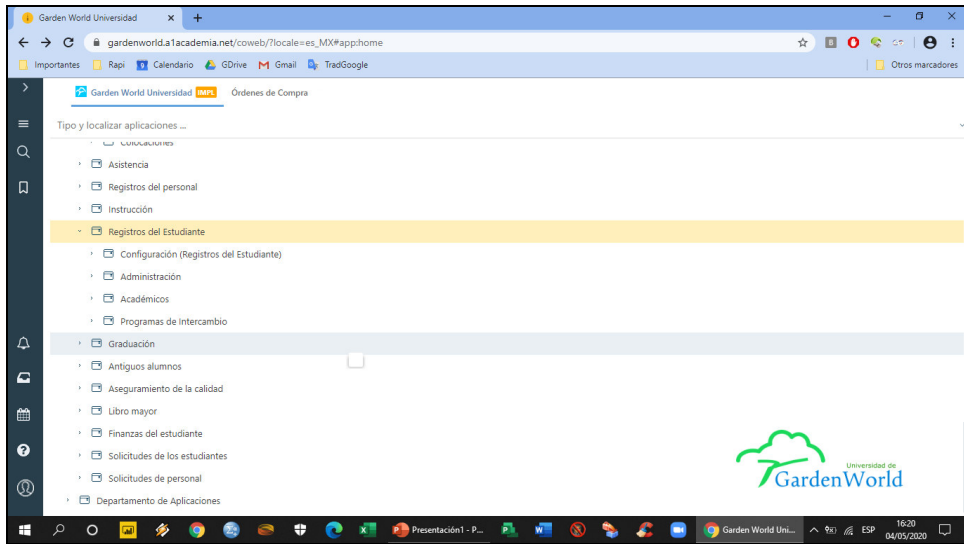 Garden World Universidad
gardenworld.a1academia.net/coweb/?locale=es_MX#app:home
Importantes Rapi Calendario GDrive Gmail TradGoogle Otros marcadores
Garden World Universidad IMPL Órdenes de Compra
Tipo y localizar aplicaciones ...
Colocaciones
Asistencia
Registros del personal
Instrucción
Registros del Estudiante
Configuración (Registros del Estudiante)
Administración
Académicos
Programas de Intercambio
Graduación
Antiguos alumnos
Aseguramiento de la calidad
Libro mayor
Finanzas del estudiante
Solicitudes de los estudiantes
Solicitudes de personal
Departamento de Aplicaciones
Universidad de
GardenWorld
Presentación1 - P... Garden World Uni... ESP 16:20
04/05/2020